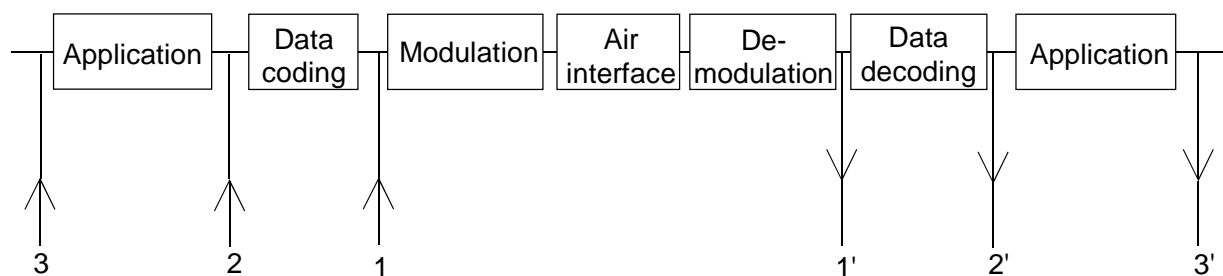 Application
Data
coding
Modulation
Air
interface
De-
modulation
Data
decoding
Application
3
2
1
1'
2'
3'